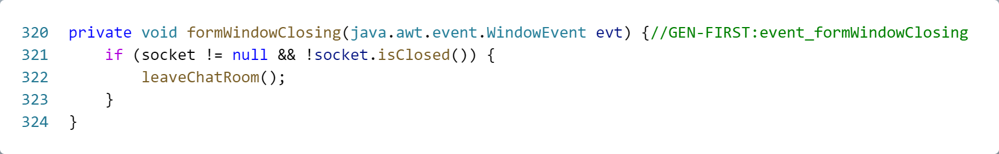 320 private void formWindowClosing(java.awt.event.WindowEvent evt) {//GEN-FIRST:event_formWindowClosing
321     if (socket != null && !socket.isClosed()) {
322         leaveChatRoom();
323     }
324 }